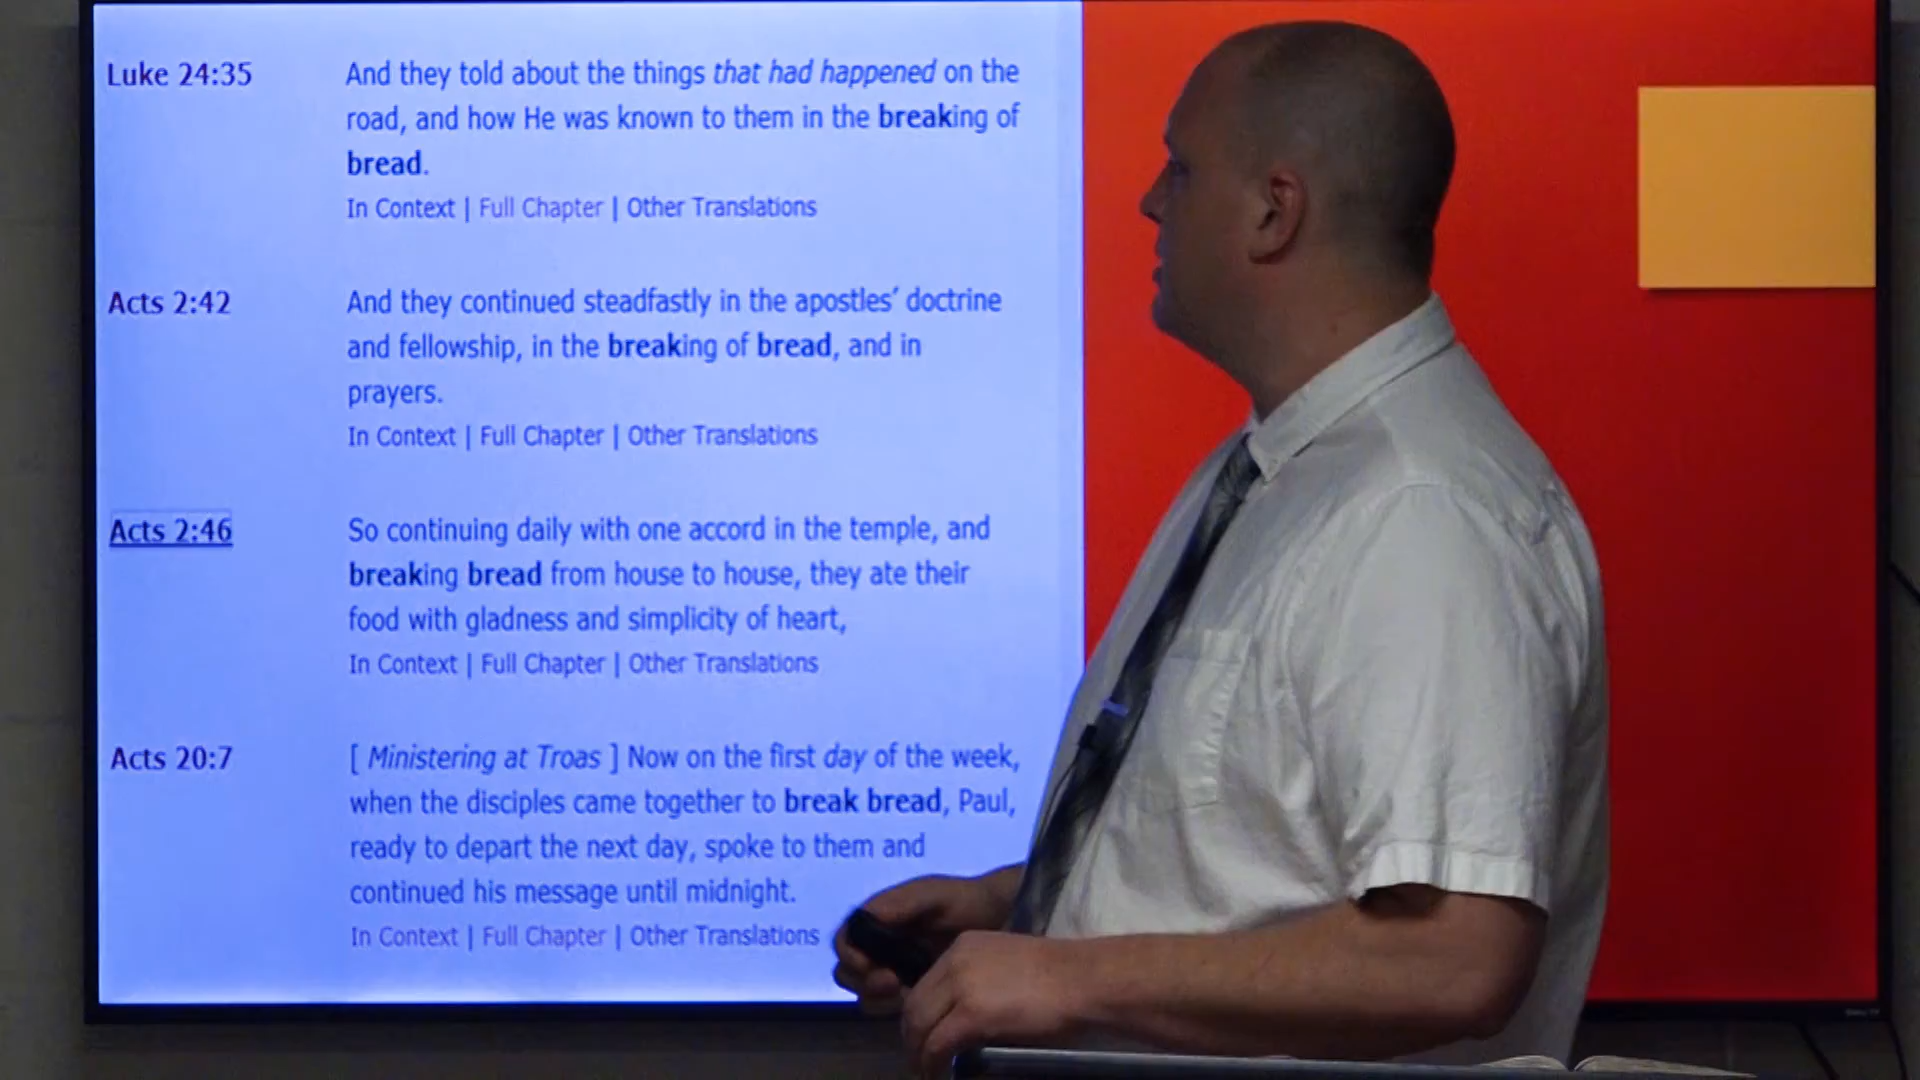 Luke 24:35 And they told about the things that had happened on the
road, and how He was known to them in the breaking of
bread.
In Context | Full Chapter | Other Translations
Acts 2:42 And they continued steadfastly in the apostles’ doctrine
and fellowship, in the breaking of bread, and in
prayers.
In Context | Full Chapter | Other Translations
Acts 2:46 So continuing daily with one accord in the temple, and
breaking bread from house to house, they ate their
food with gladness and simplicity of heart,
In Context | Full Chapter | Other Translations
Acts 20:7 [ Ministering at Troas ] Now on the first day of the week,
when the disciples came together to break bread, Paul,
ready to depart the next day, spoke to them and
continued his message until midnight.
In Context | Full Chapter | Other Translations